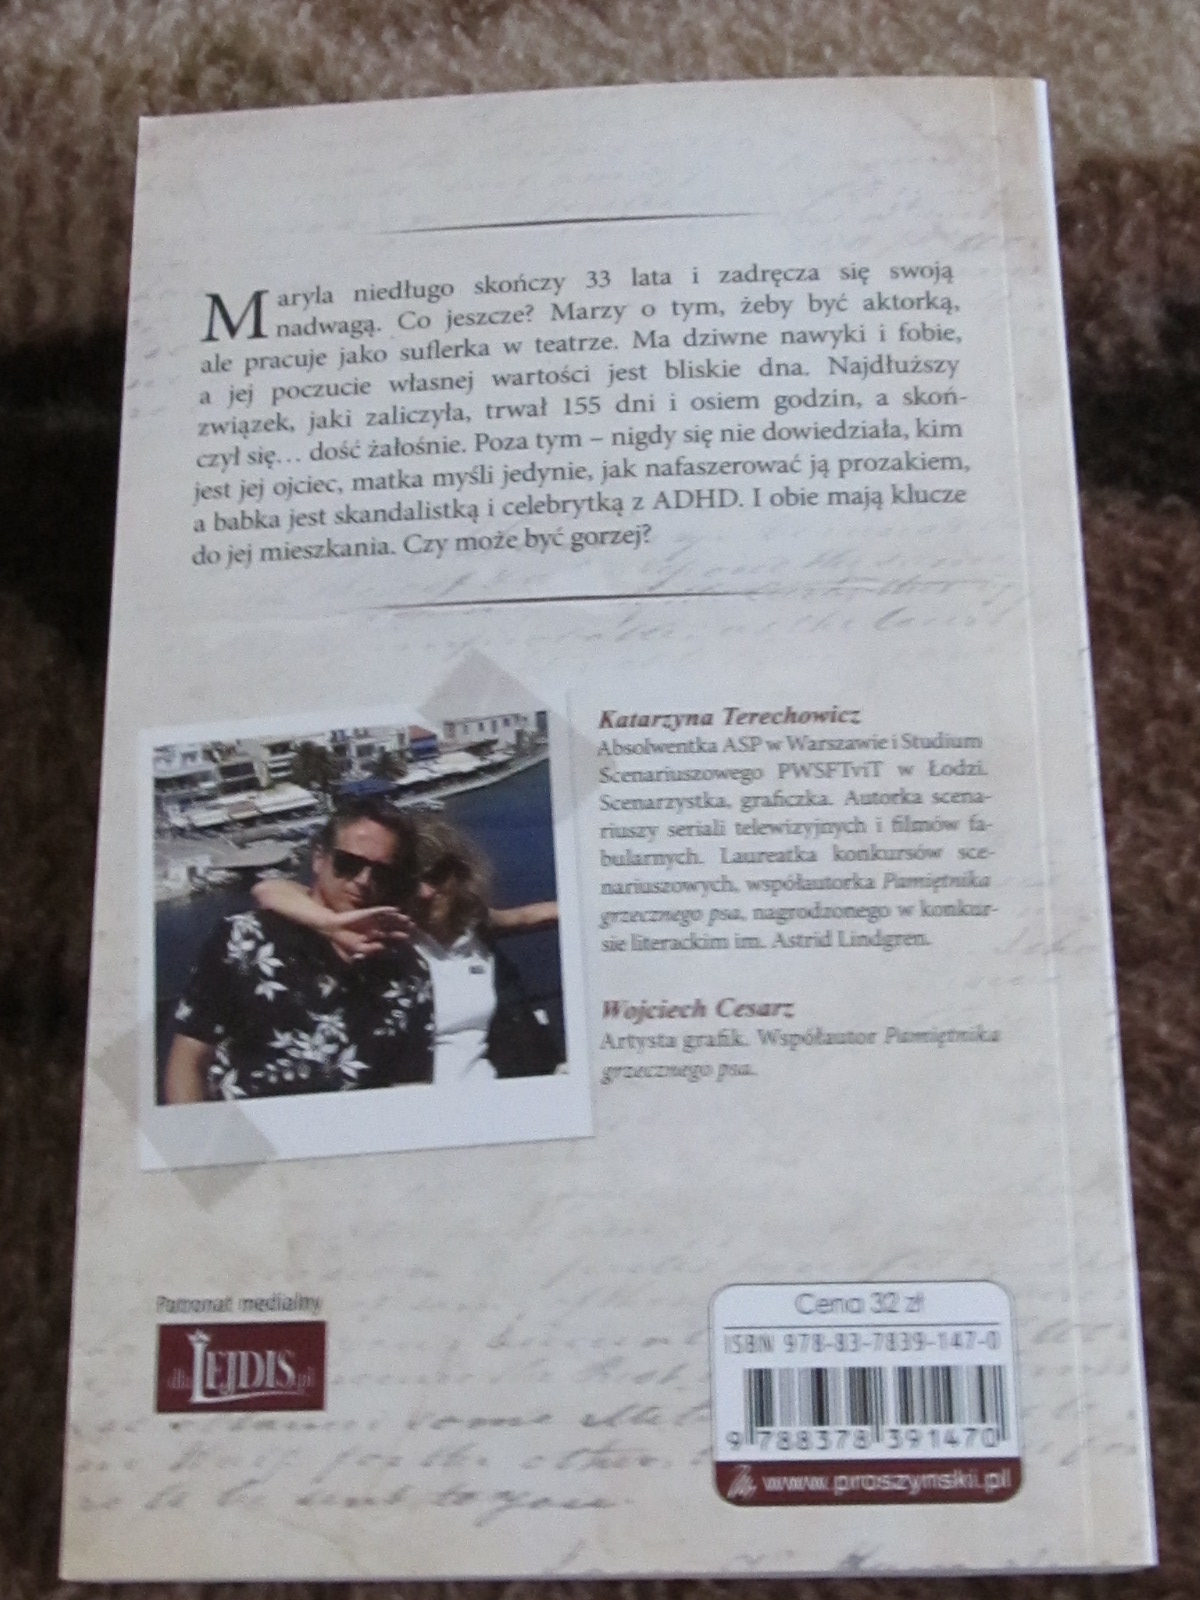 Maryla niedługo skończy 33 lata i zadręcza się swoją
nadwagą. Co jeszcze? Marzy o tym, żeby być aktorką,
ale pracuje jako suflerka w teatrze. Ma dziwne nawyki i fobie,
a jej poczucie własnej wartości jest bliskie dna. Najdłuższy
związek, jaki zaliczyła, trwał 155 dni i osiem godzin, a skoń-
czył się... dość żałośnie. Poza tym – nigdy się nie dowiedziała, kim
jest jej ojciec, matka myśli jedynie, jak nafaszerować ją prozakiem,
a babka jest skandalistką i celebrytką z ADHD. I obie mają klucze
do jej mieszkania. Czy może być gorzej?
Katarzyna Terechowicz
Absolwentka ASP w Warszawie i Studium
Scenariuszowego PWSFTviT w Łodzi.
Scenarzystka, graficzka. Autorka scena-
riuszy seriali telewizyjnych i filmów fa-
bularnych. Laureatka konkursów sce-
nariuszowych, współautorka Pamiętnika
grzecznego psa, nagrodzonego w konkur-
sie literackim im. Astrid Lindgren.
Wojciech Cesarz
Artysta grafik. Współautor Pamiętnika
grzecznego psa.
Patronat medialny
dlaLEJDIS.pl
Cena 32 zł
ISBN 978-83-7839-147-0
9 788378 391470
www.proszynski.pl
to you.